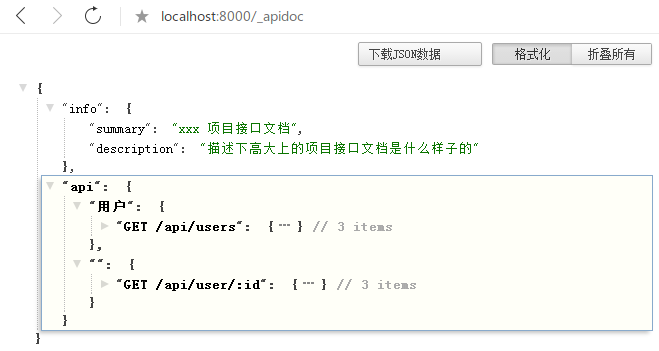 localhost:8000/_apidoc
下载JSON数据 格式化 折叠所有
{
"info": {
"summary": "xxx 项目接口文档",
"description": "描述下高大上的项目接口文档是什么样子的"
},
"api": {
"用户": {
"GET /api/users": {···} // 3 items
},
"": {
"GET /api/user/:id": {···} // 3 items
}
}
}